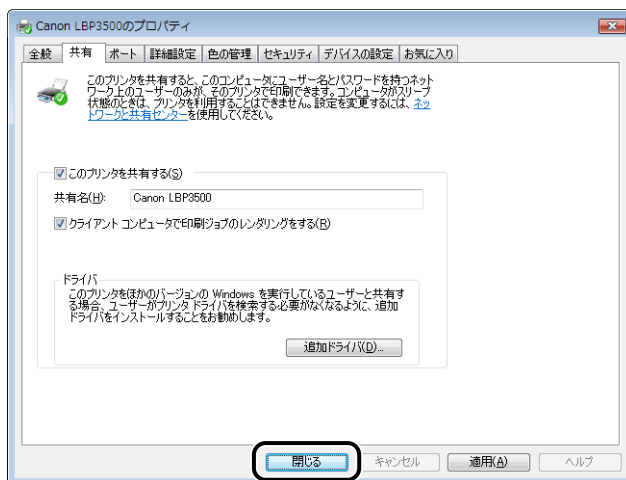 Canon LBP3500のプロパティ
全般 共有 ポート 詳細設定 色の管理 セキュリティ デバイスの設定 お気に入り
このプリンタを共有すると、このコンピュータにユーザー名とパスワードを持つネット
ワーク上のユーザーのみが、そのプリンタで印刷できます。コンピュータがスリープ
状態のときは、プリンタを利用することはできません。設定を変更するには、ネッ
トワークと共有センターを使用してください。
このプリンタを共有する(S)
共有名(H): Canon LBP3500
クライアント コンピュータで印刷ジョブのレンダリングをする(R)
ドライバ
このプリンタをほかのバージョンの Windows を実行しているユーザーと共有す
る場合、ユーザーがプリンタ ドライバを検索する必要がなくなるように、追加
ドライバをインストールすることをお勧めします。
追加ドライバ(D)...
閉じる キャンセル 適用(A) ヘルプ